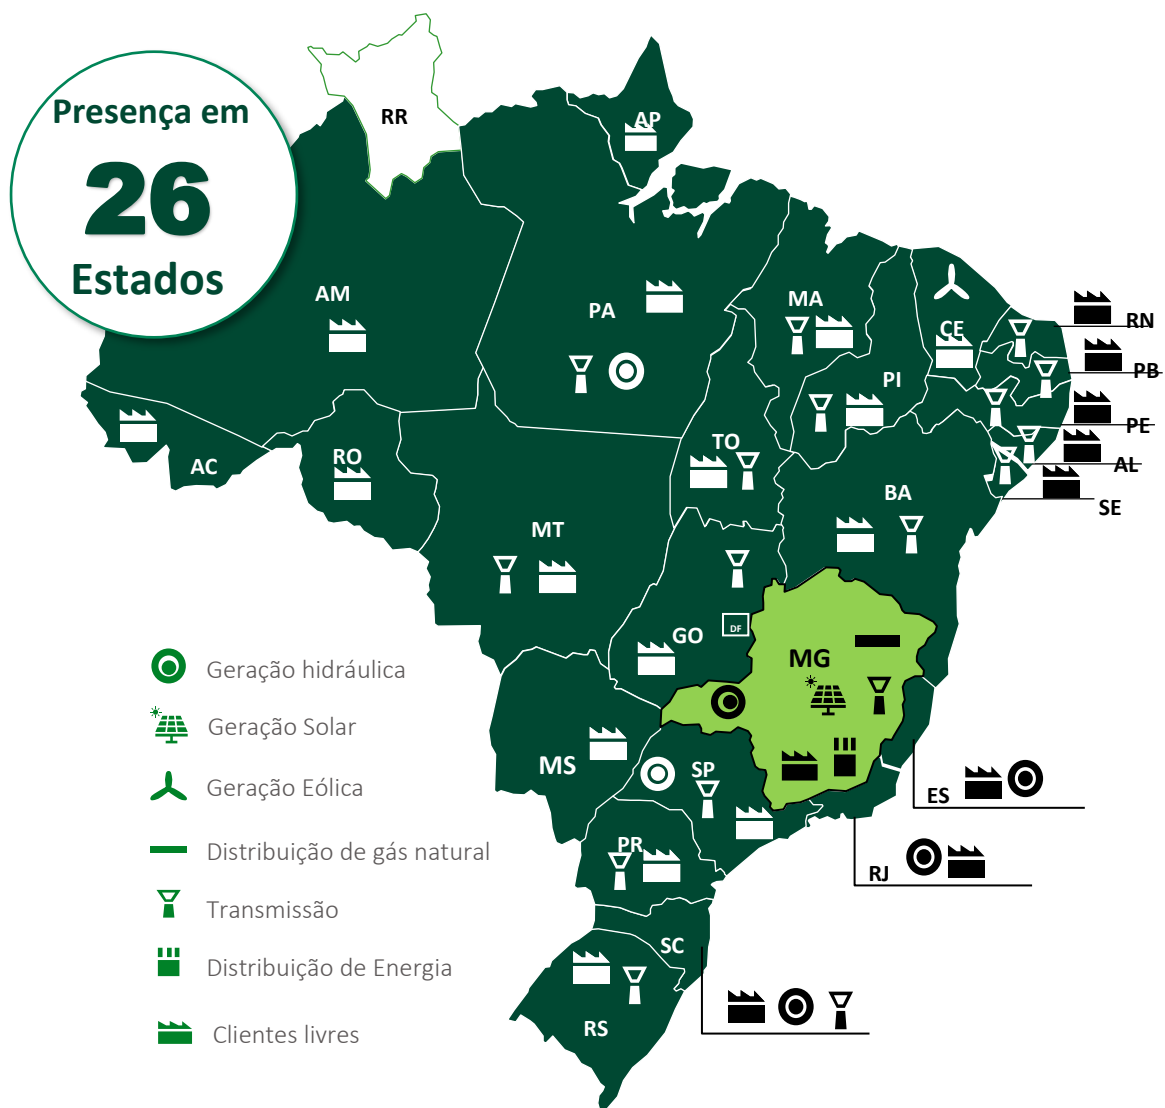 Presença em
26
Estados
RR
AP
AM
PA
MA
CE
RN
PB
PI
PE
AC
RO
TO
AL
BA
SE
MT
GO
DF
MG
MS
SP
ES
PR
RJ
SC
RS
Geração hidráulica
Geração Solar
Geração Eólica
Distribuição de gás natural
Transmissão
Distribuição de Energia
Clientes livres